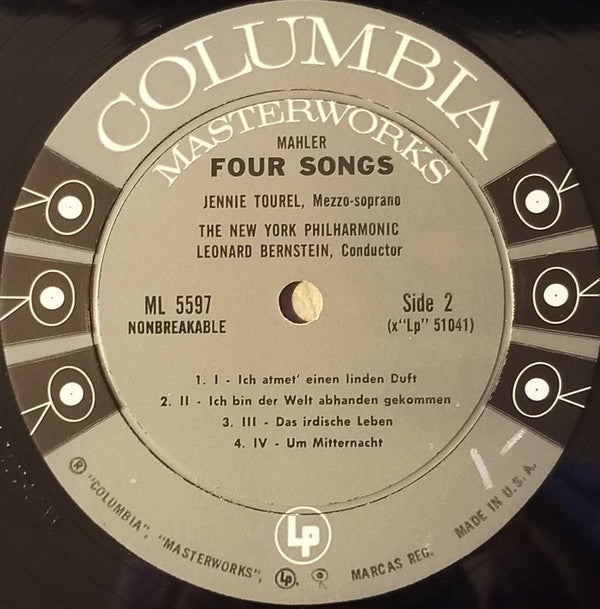 COLUMBIA
MASTERWORKS
MAHLER
FOUR SONGS
JENNIE TOUREL, Mezzo-soprano
THE NEW YORK PHILHARMONIC
LEONARD BERNSTEIN, Conductor
ML 5597
NONBREAKABLE
Side 2
(x"Lp" 51041)
1. I - Ich atmet' einen linden Duft
2. II - Ich bin der Welt abhanden gekommen
3. III - Das irdische Leben
4. IV - Um Mitternacht
Lp
® "COLUMBIA", "MASTERWORKS", Lp, MARCAS REG. MADE IN U.S.A.